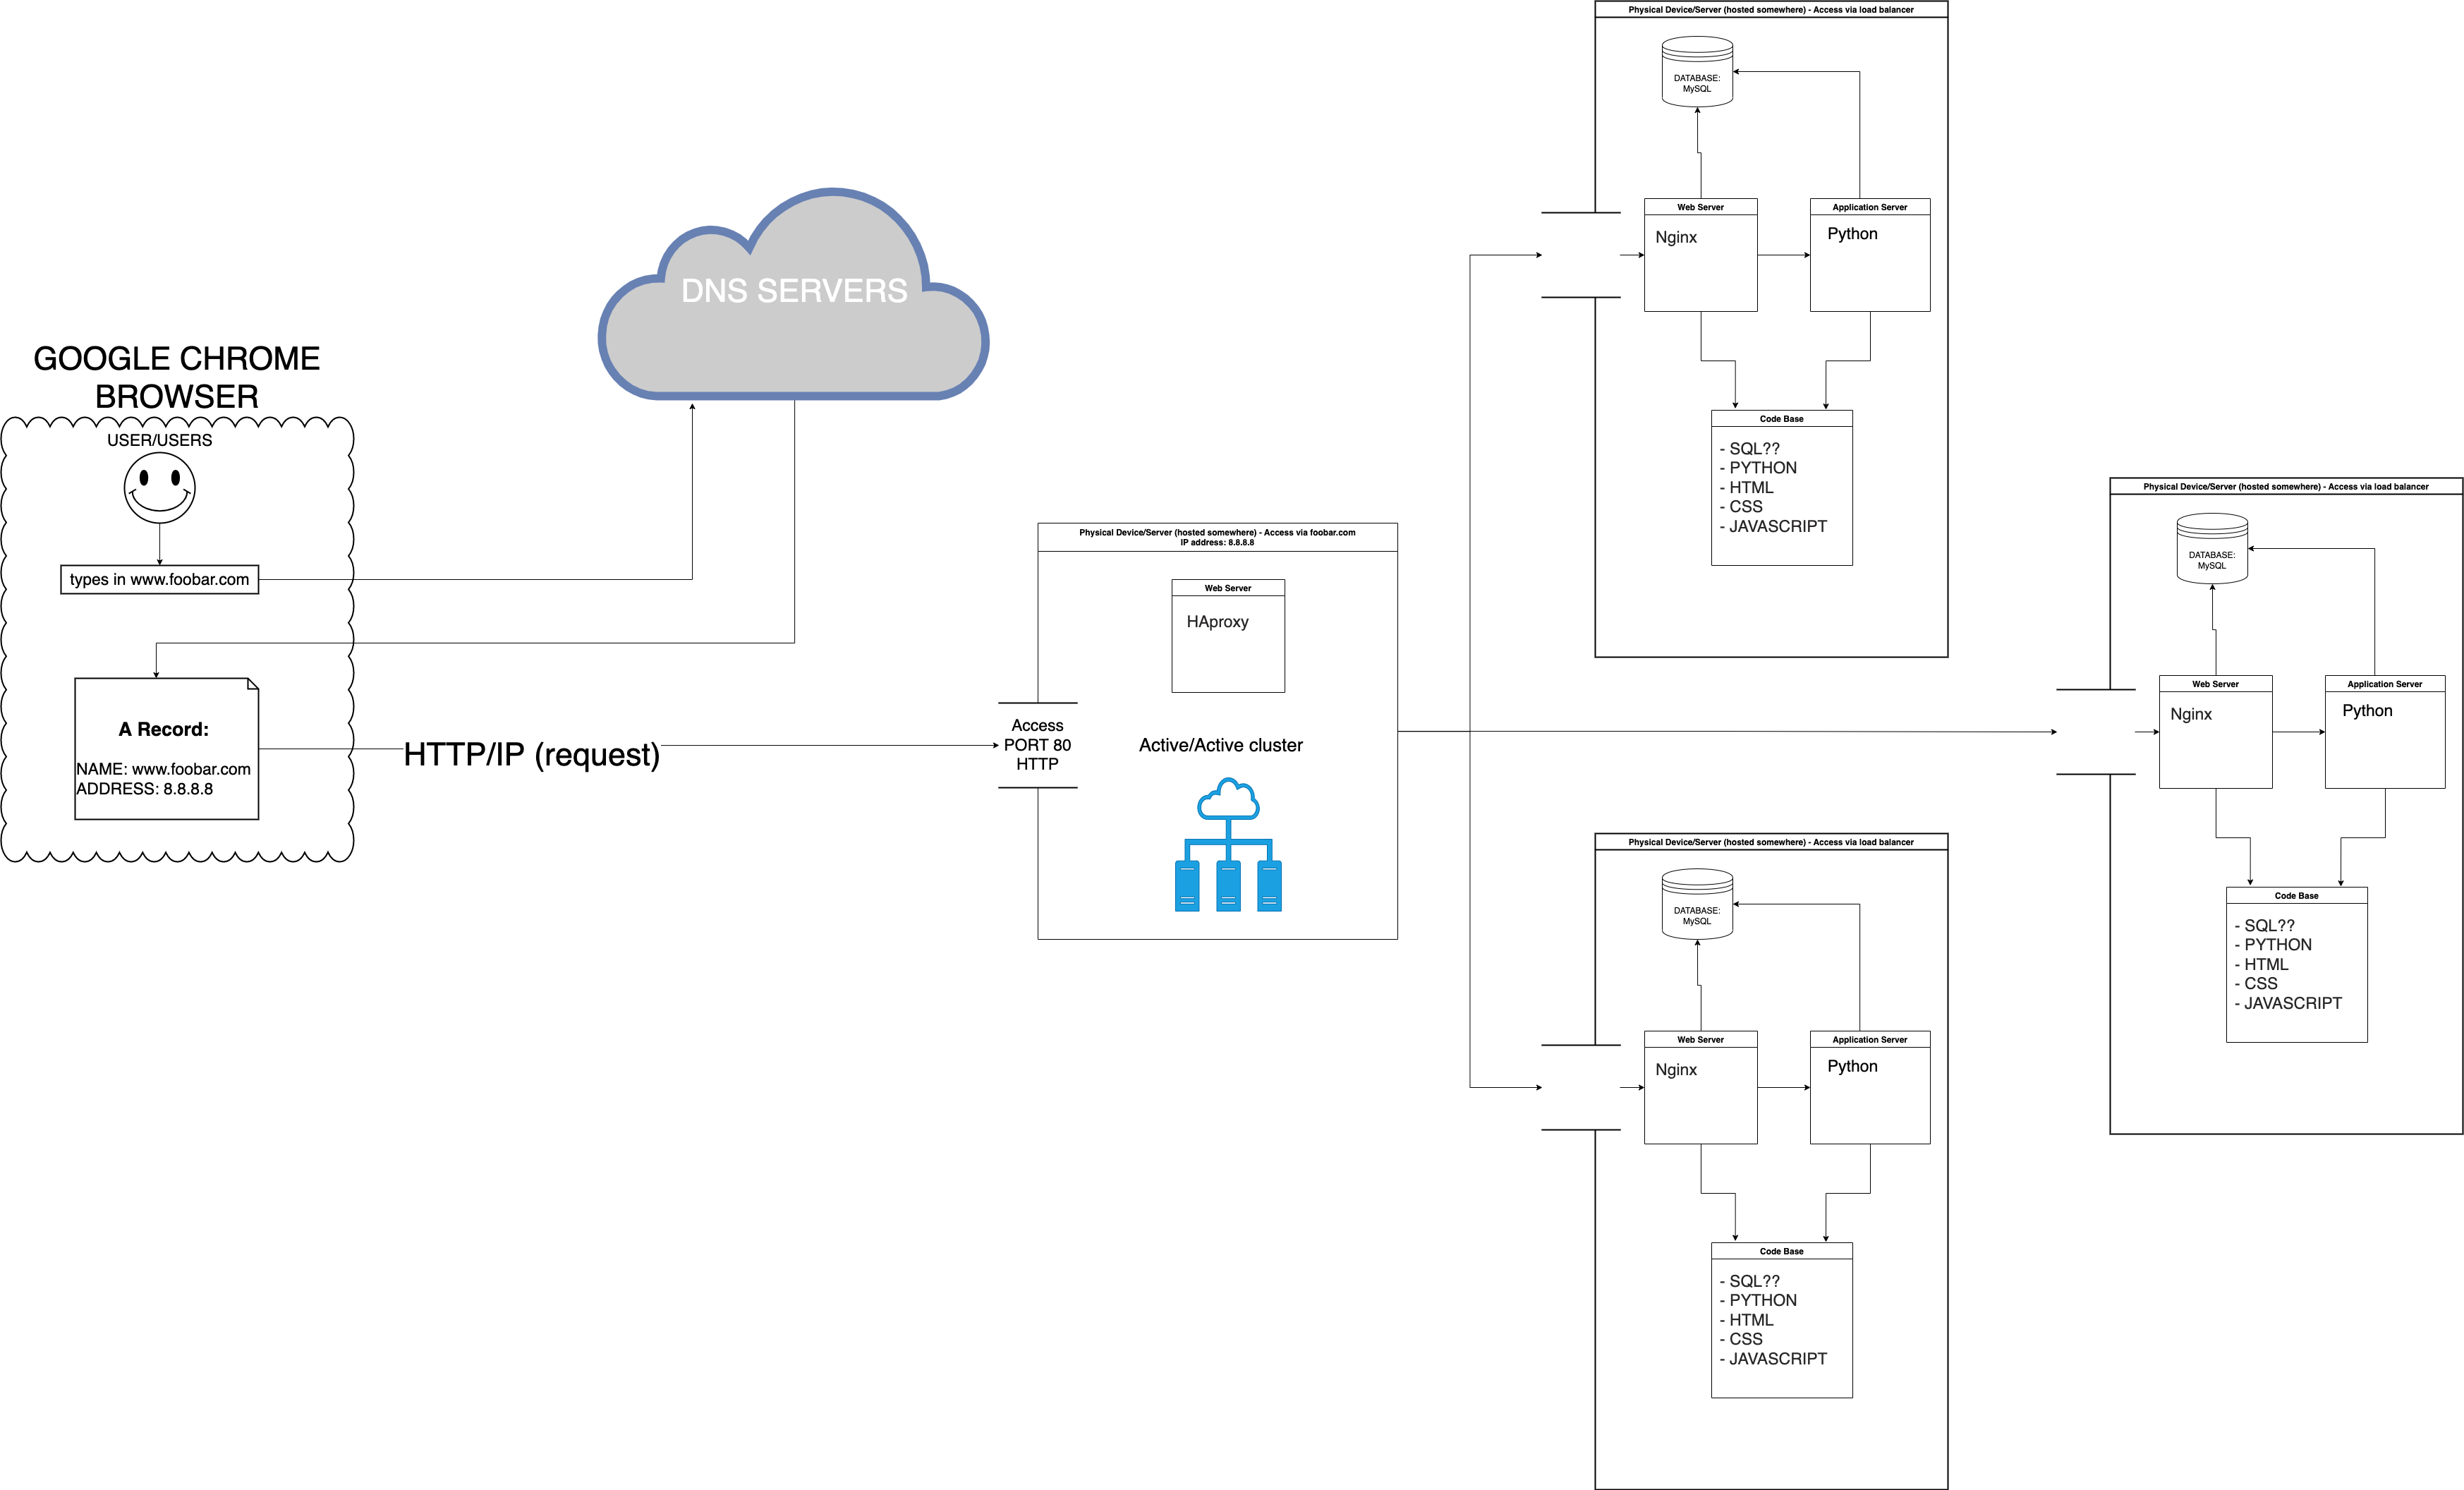 GOOGLE CHROME
BROWSER
USER/USERS
types in www.foobar.com
A Record:
NAME: www.foobar.com
ADDRESS: 8.8.8.8
DNS SERVERS
HTTP/IP (request)
Physical Device/Server (hosted somewhere) - Access via foobar.com
IP address: 8.8.8.8
Web Server
HAproxy
Access
PORT 80
HTTP
Active/Active cluster
Physical Device/Server (hosted somewhere) - Access via load balancer
DATABASE:
MySQL
Web Server
Nginx
Application Server
Python
Code Base
- SQL??
- PYTHON
- HTML
- CSS
- JAVASCRIPT
Physical Device/Server (hosted somewhere) - Access via load balancer
DATABASE:
MySQL
Web Server
Nginx
Application Server
Python
Code Base
- SQL??
- PYTHON
- HTML
- CSS
- JAVASCRIPT
Physical Device/Server (hosted somewhere) - Access via load balancer
DATABASE:
MySQL
Web Server
Nginx
Application Server
Python
Code Base
- SQL??
- PYTHON
- HTML
- CSS
- JAVASCRIPT